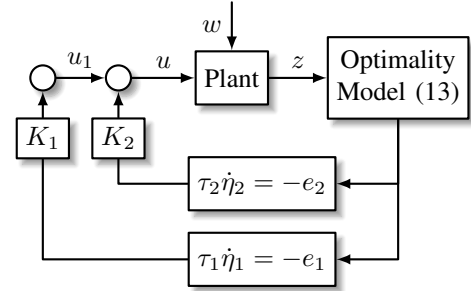 w
u₁
u
z
Plant
Optimality
Model (13)
K₁
K₂
τ₂η̇₂ = −e₂
τ₁η̇₁ = −e₁